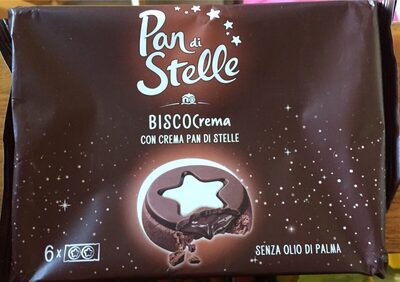 Pan di
Stelle
BISCOCrema
CON CREMA PAN DI STELLE
6x
SENZA OLIO DI PALMA